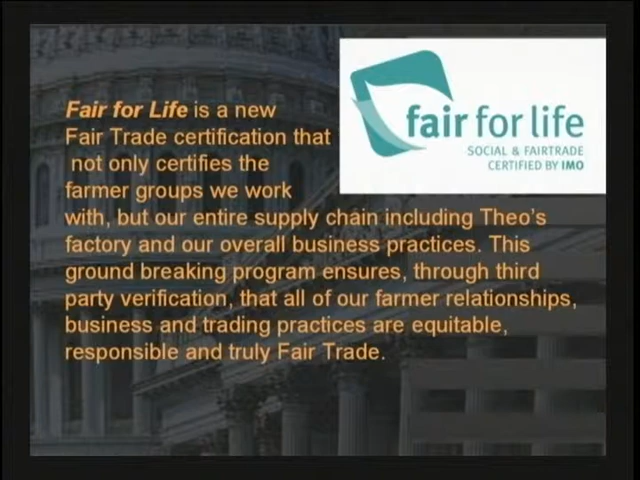 Fair for Life is a new
Fair Trade certification that
not only certifies the
farmer groups we work
with, but our entire supply chain including Theo's
factory and our overall business practices. This
ground breaking program ensures, through third
party verification, that all of our farmer relationships,
business and trading practices are equitable,
responsible and truly Fair Trade.
fair for life
SOCIAL & FAIRTRADE
CERTIFIED BY IMO